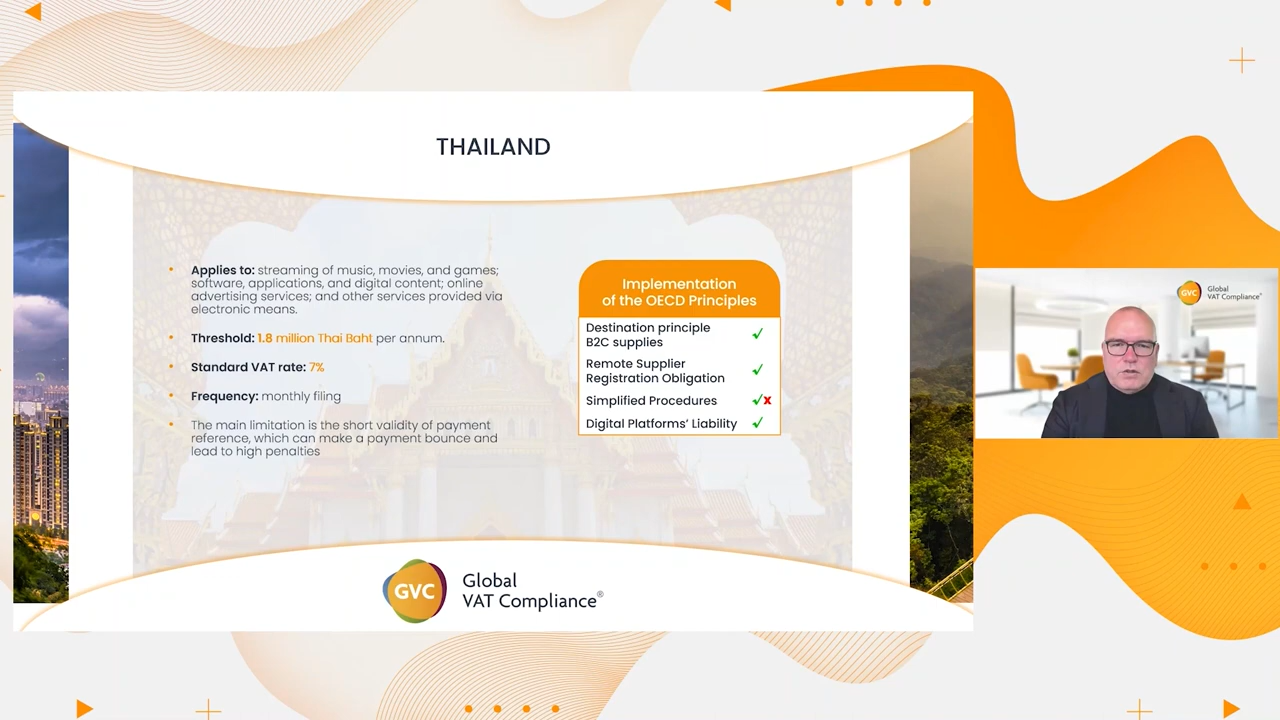 THAILAND
• Applies to: streaming of music, movies, and games;
software, applications, and digital content; online
advertising services; and other services provided via
electronic means.
• Threshold: 1.8 million Thai Baht per annum.
• Standard VAT rate: 7%
• Frequency: monthly filing
• The main limitation is the short validity of payment
reference, which can make a payment bounce and
lead to high penalties
Implementation
of the OECD Principles
Destination principle
B2C supplies ✓
Remote Supplier
Registration Obligation ✓
Simplified Procedures ✓x
Digital Platforms' Liability ✓
GVC
Global
VAT Compliance®
GVC
Global
VAT Compliance®